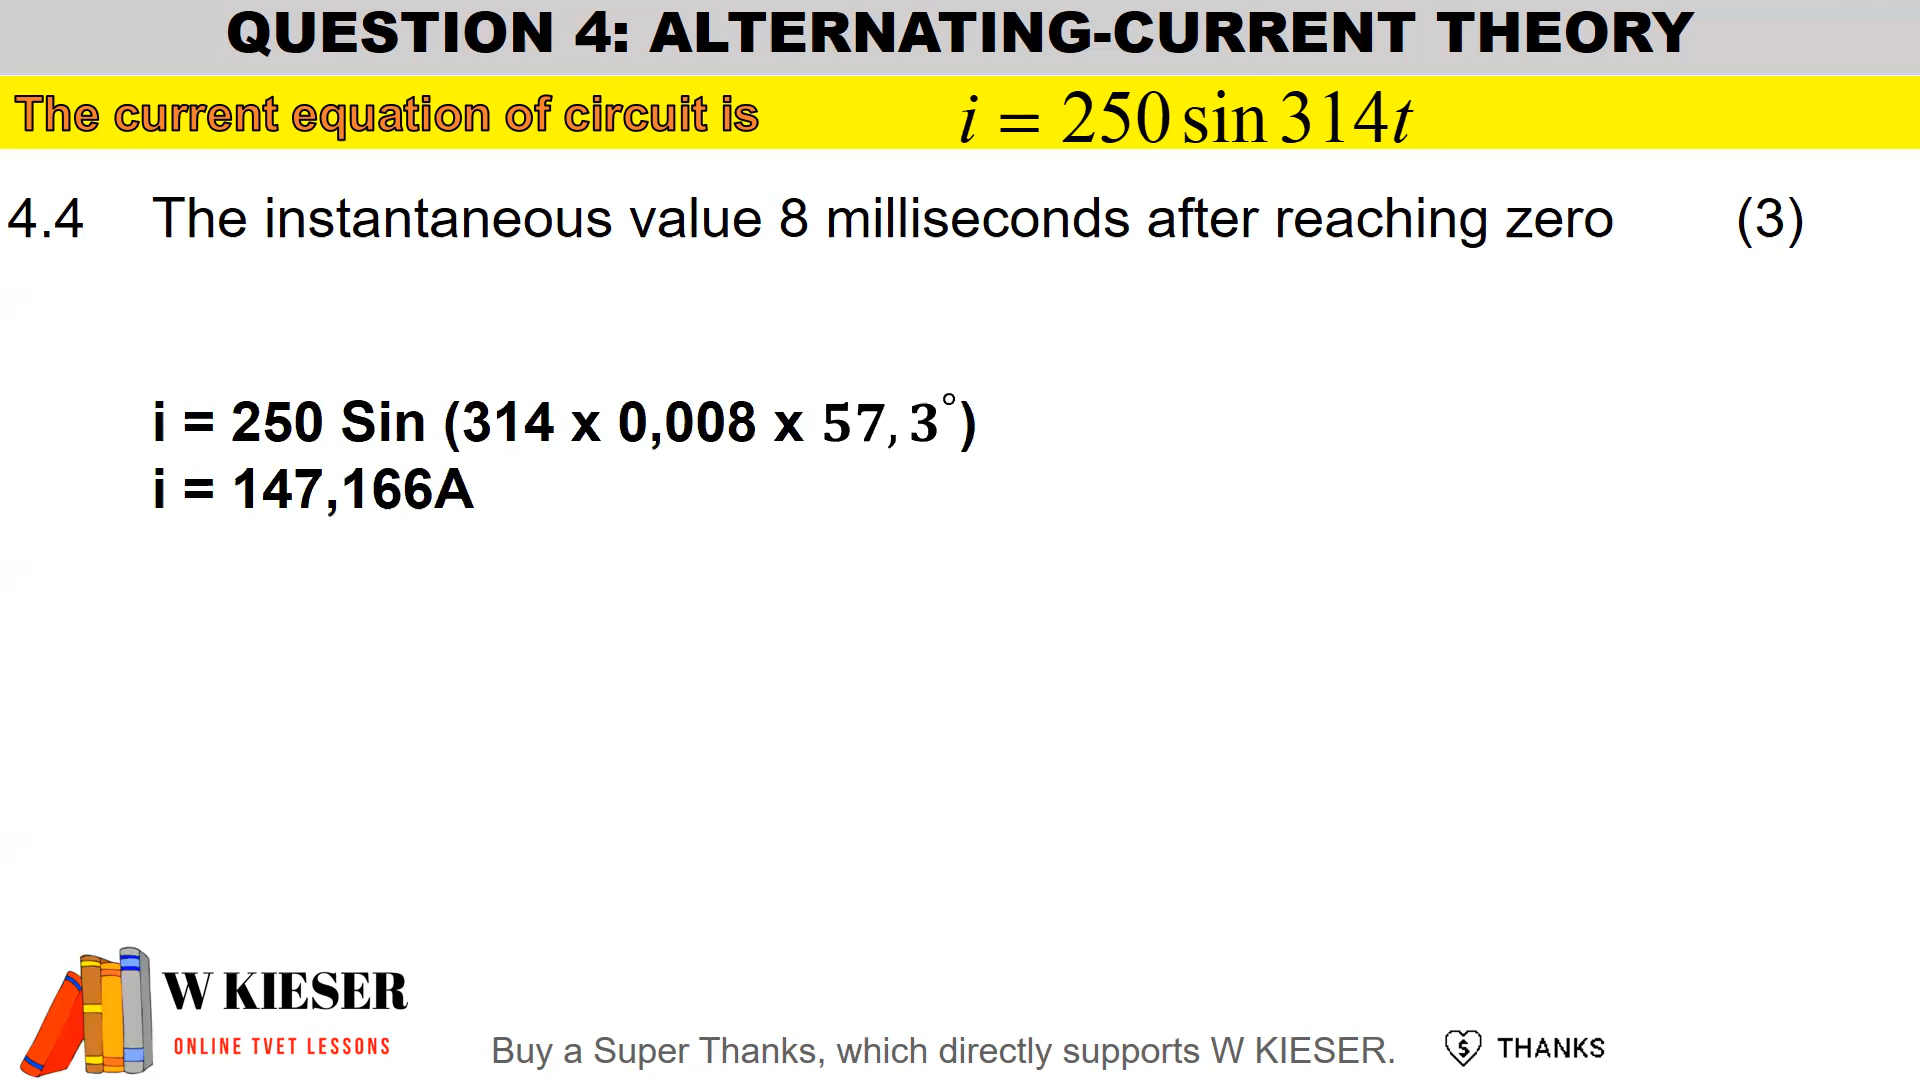 QUESTION 4: ALTERNATING-CURRENT THEORY
The current equation of circuit is i = 250 sin 314t
4.4 The instantaneous value 8 milliseconds after reaching zero (3)
i = 250 Sin (314 x 0,008 x 57,3°)
i = 147,166A
W KIESER
ONLINE TVET LESSONS
Buy a Super Thanks, which directly supports W KIESER. THANKS